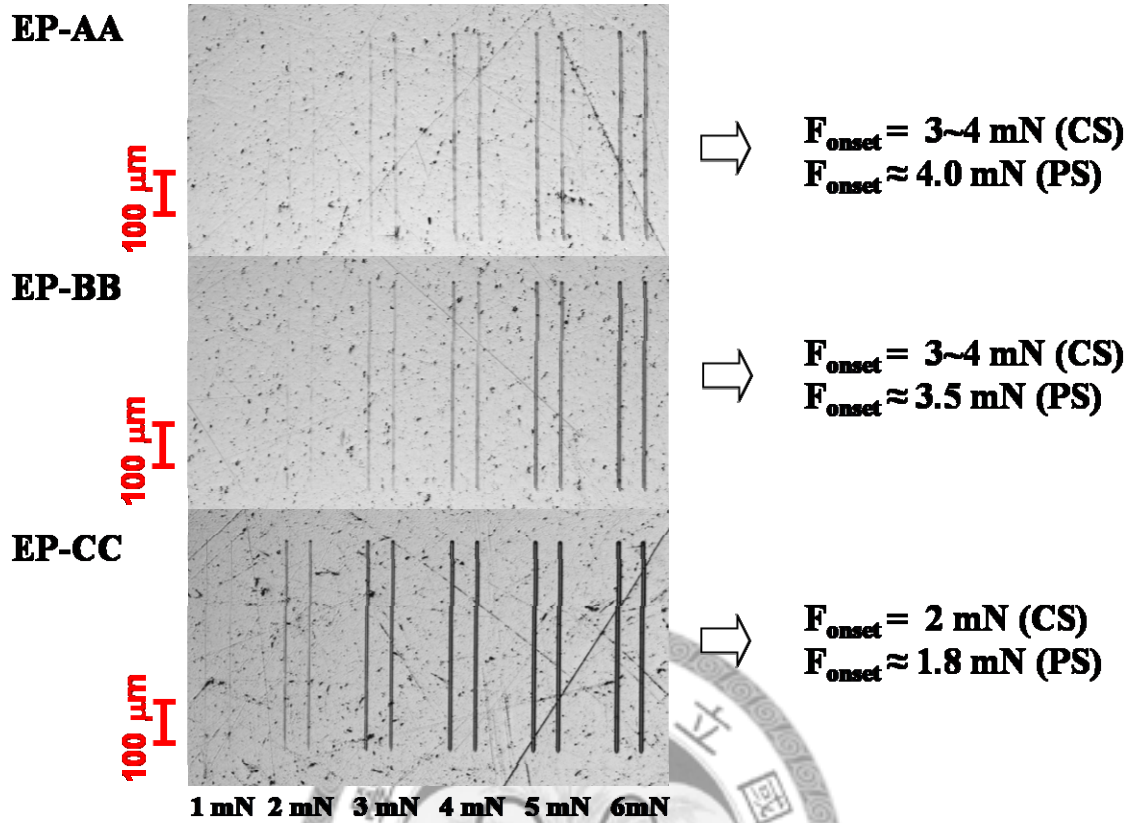 EP-AA
100 μm
F_onset = 3~4 mN (CS)
F_onset ≈ 4.0 mN (PS)
EP-BB
100 μm
F_onset = 3~4 mN (CS)
F_onset ≈ 3.5 mN (PS)
EP-CC
100 μm
F_onset = 2 mN (CS)
F_onset ≈ 1.8 mN (PS)
立
國
1 mN 2 mN 3 mN 4 mN 5 mN 6mN